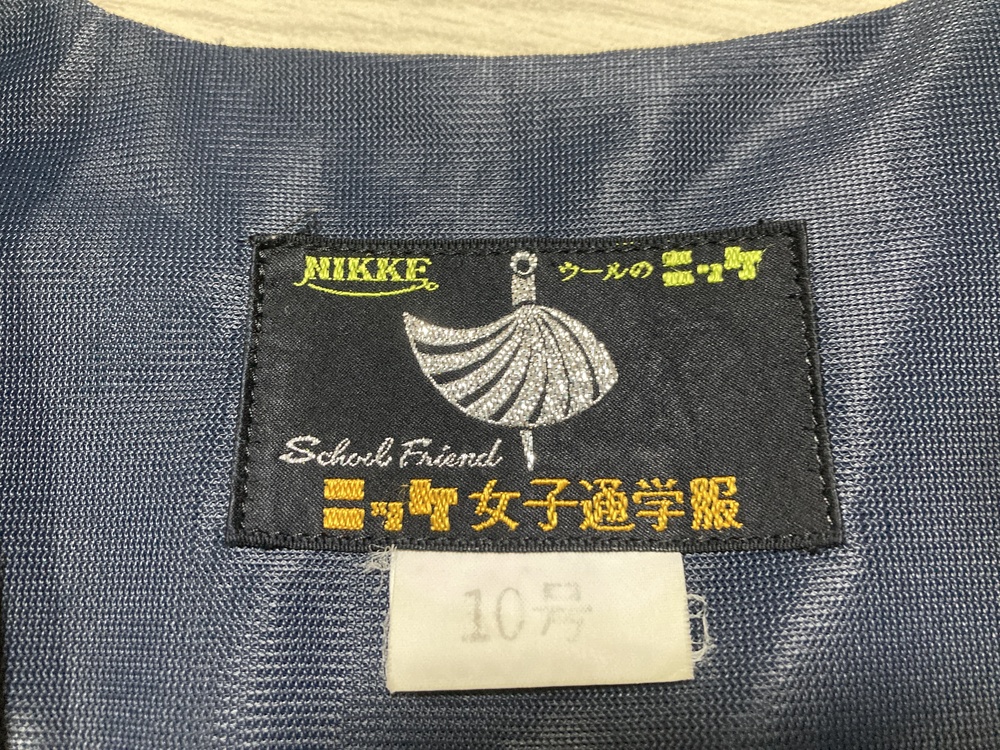 NIKKE
ウールのニッケ
School Friend
ニッケ女子通学服
10号